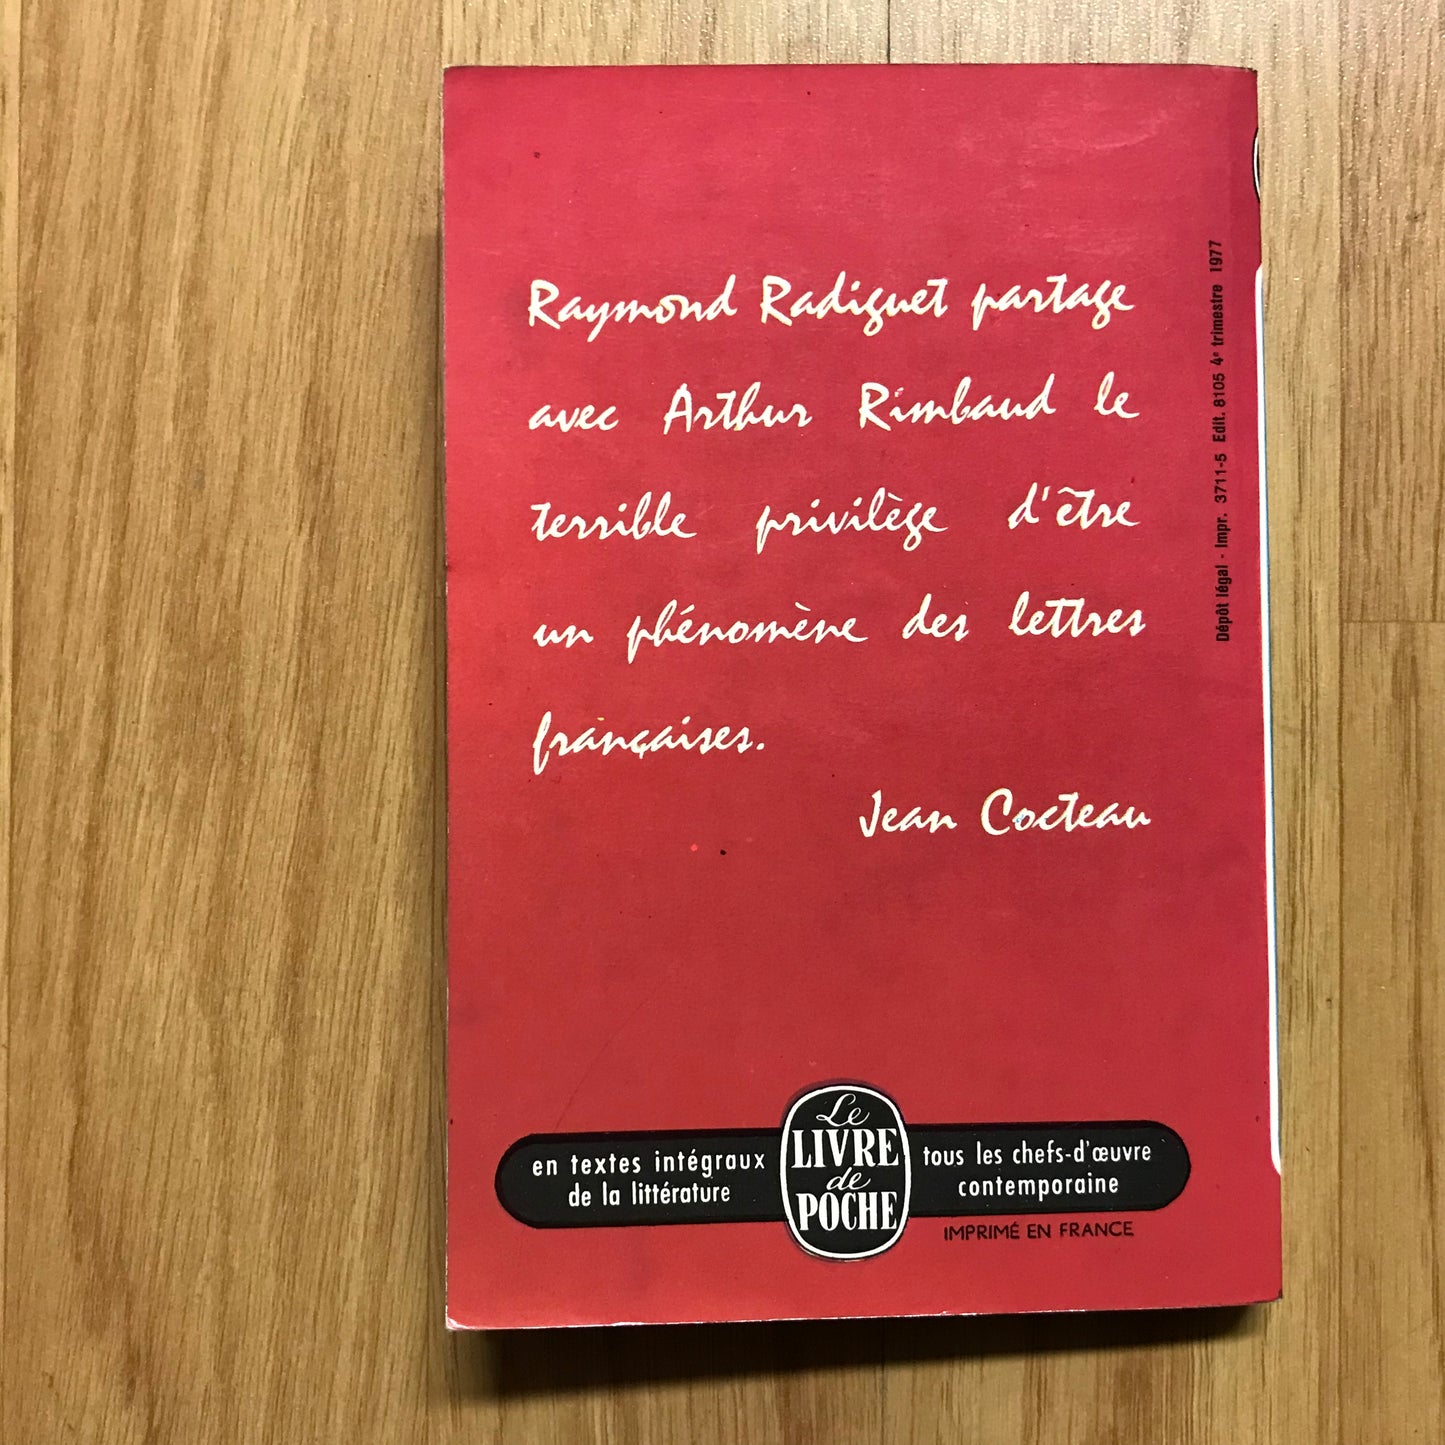 Raymond Radiguet partage
avec Arthur Rimbaud le
terrible privilège d'être
un phénomène des lettres
françaises.
Jean Cocteau
Dépôt légal - Impr. 3711-5 Edit. 8105 4e trimestre 1977
en textes intégraux
de la littérature
Le
LIVRE
de
POCHE
tous les chefs-d'œuvre
contemporaine
IMPRIMÉ EN FRANCE